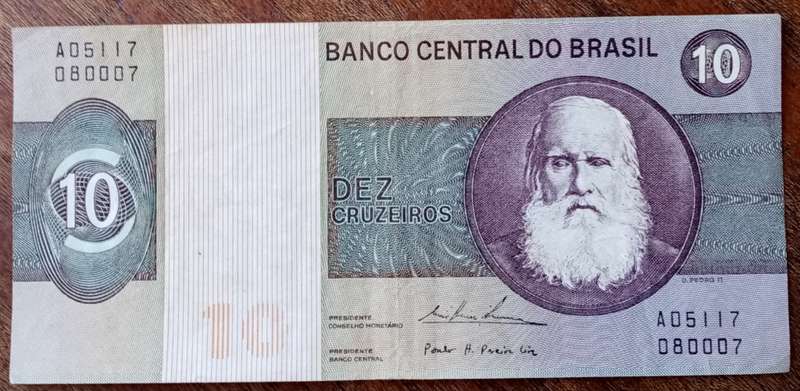 A05117
080007
BANCO CENTRAL DO BRASIL
10
10
DEZ
CRUZEIROS
D. PEDRO II
10
PRESIDENTE
CONSELHO MONETÁRIO
PRESIDENTE
BANCO CENTRAL
A05117
080007